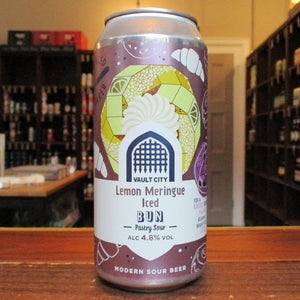 VAULT CITY
Lemon Meringue
Iced
BUN
Pastry Sour
ALC 4.8% VOL
MODERN SOUR BEER